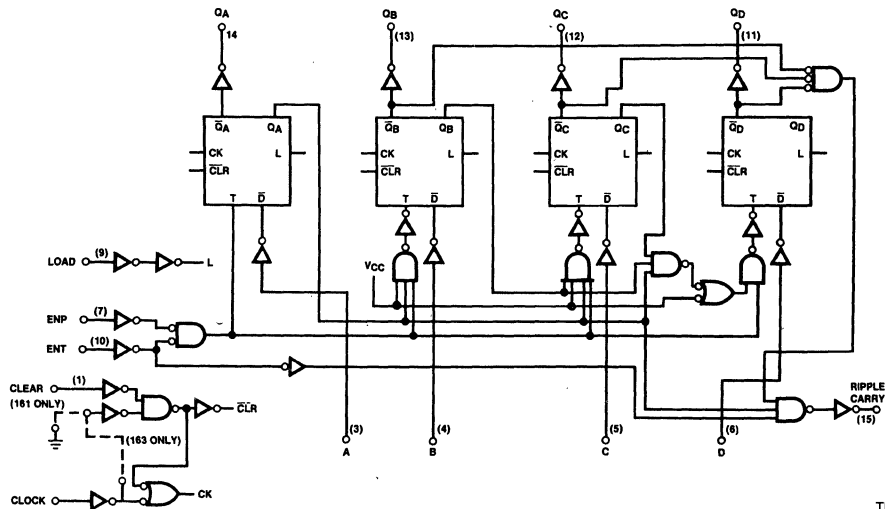 QA QB QC QD
14 (13) (12) (11)
Q̅A QA Q̅B QB Q̅C QC Q̅D QD
CK L CK L CK L CK L
C̅L̅R̅ C̅L̅R̅ C̅L̅R̅ C̅L̅R̅
T D̅ T D̅ T D̅ T D̅
LOAD (9) L
VCC
ENP (7)
ENT (10)
CLEAR (1)
(161 ONLY) C̅L̅R̅
(163 ONLY)
CLOCK CK
(3) (4) (5) (6)
A B C D
RIPPLE
CARRY
(15)